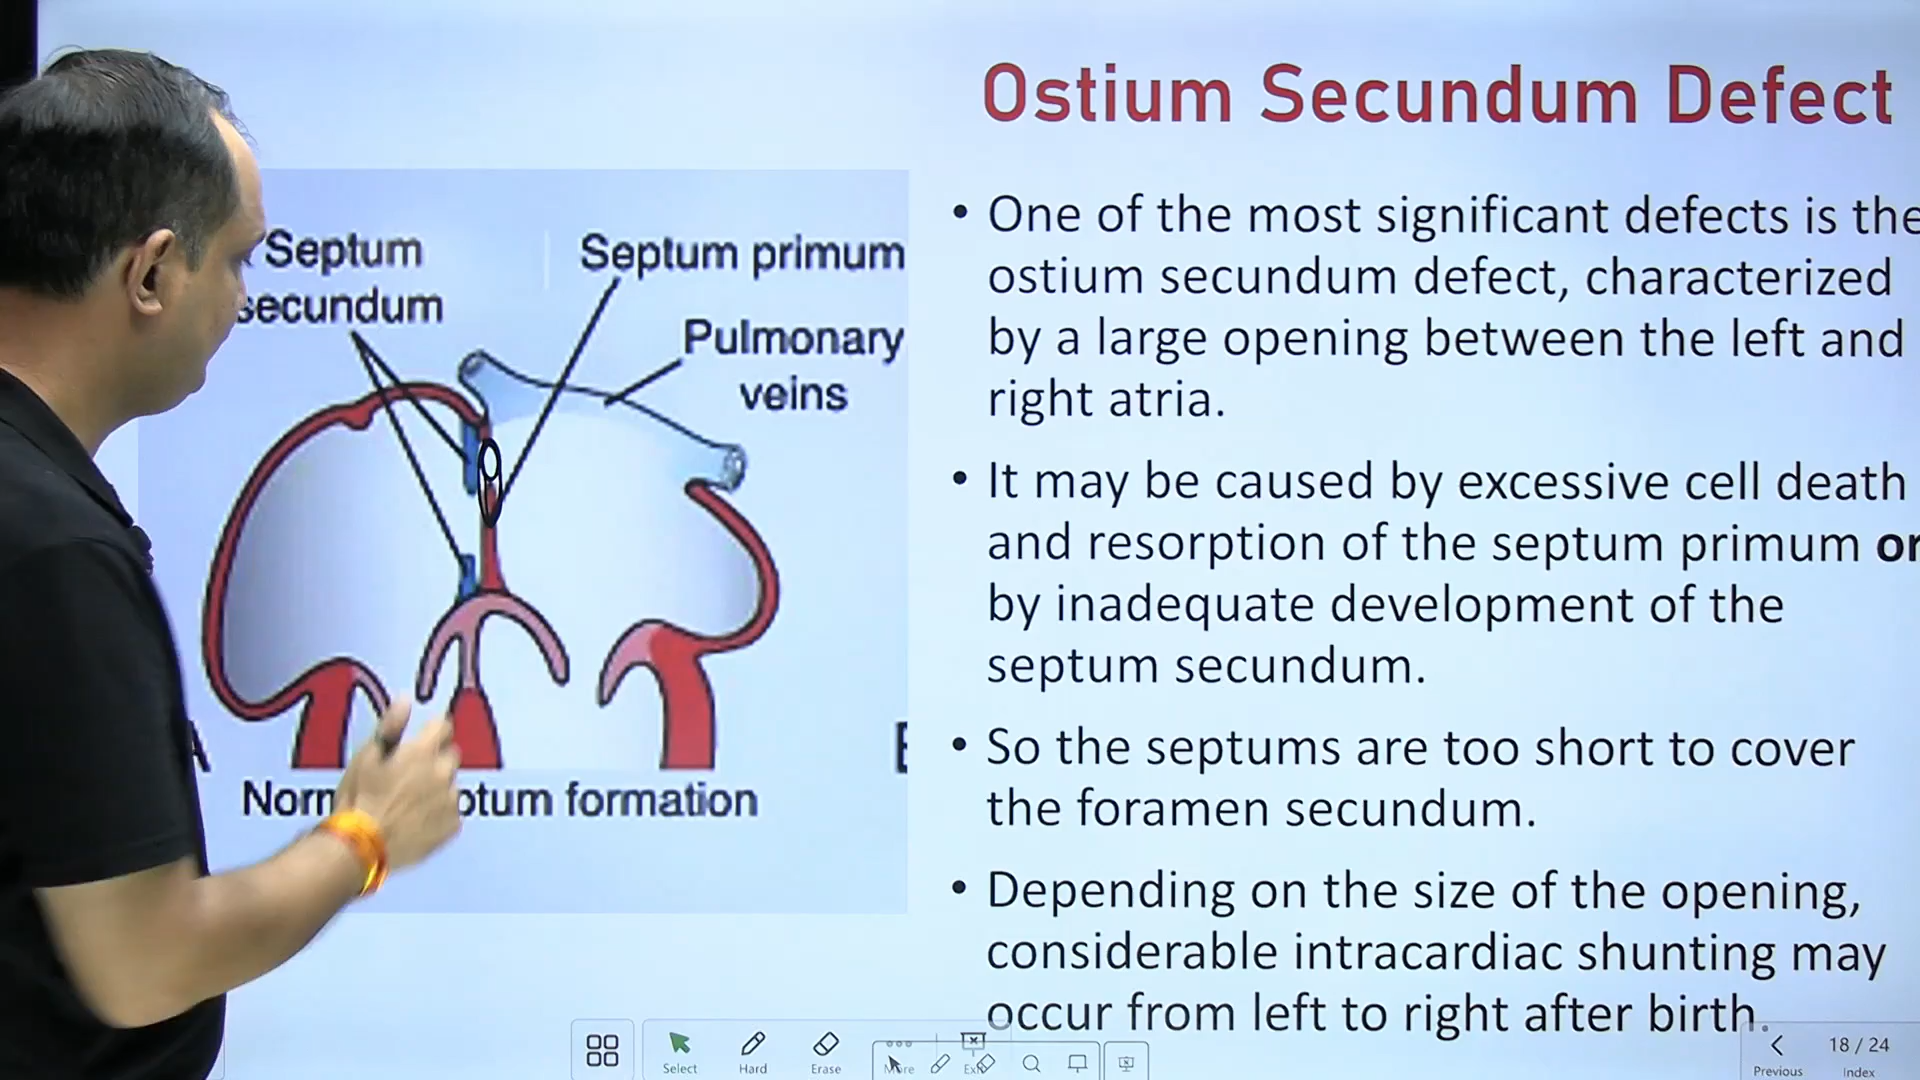 Ostium Secundum Defect
Septum
secundum
Septum primum
Pulmonary
veins
A
Normal septum formation
• One of the most significant defects is the
ostium secundum defect, characterized
by a large opening between the left and
right atria.
• It may be caused by excessive cell death
and resorption of the septum primum or
by inadequate development of the
septum secundum.
• So the septums are too short to cover
the foramen secundum.
• Depending on the size of the opening,
considerable intracardiac shunting may
occur from left to right after birth.
Select
Hard
Erase
More
Exit
Previous
18 / 24
Index